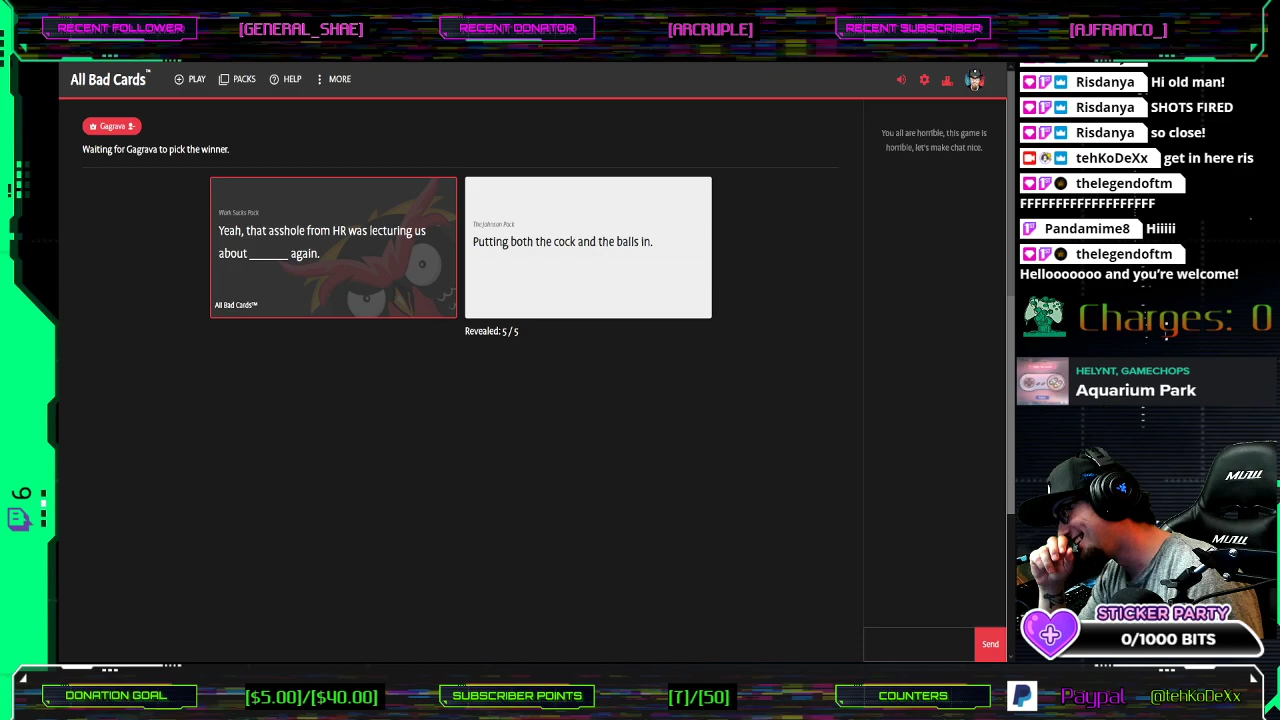 RECENT FOLLOWER
[GENERAL_SHAE]
RECENT DONATOR
[ARCRUPLE]
RECENT SUBSCRIBER
[AJFRANCO_]
All Bad Cards™
PLAY
PACKS
HELP
MORE
Gagrava
Waiting for Gagrava to pick the winner.
Work Sucks Pack
Yeah, that asshole from HR was lecturing us
about _______ again.
All Bad Cards™
The Johnson Pack
Putting both the cock and the balls in.
Revealed: 5 / 5
You all are horrible, this game is
horrible, let's make chat nice.
Send
Risdanya Hi old man!
Risdanya SHOTS FIRED
Risdanya so close!
tehKoDeXx get in here ris
thelegendoftm
FFFFFFFFFFFFFFFFFFF
Pandamime8 Hiiiii
thelegendoftm
Hellooooooo and you're welcome!
Charges: 0
HELYNT, GAMECHOPS
Aquarium Park
6
STICKER PARTY
0/1000 BITS
DONATION GOAL
[$5.00]/[$40.00]
SUBSCRIBER POINTS
[7]/[50]
COUNTERS
Paypal
@tehKoDeXx